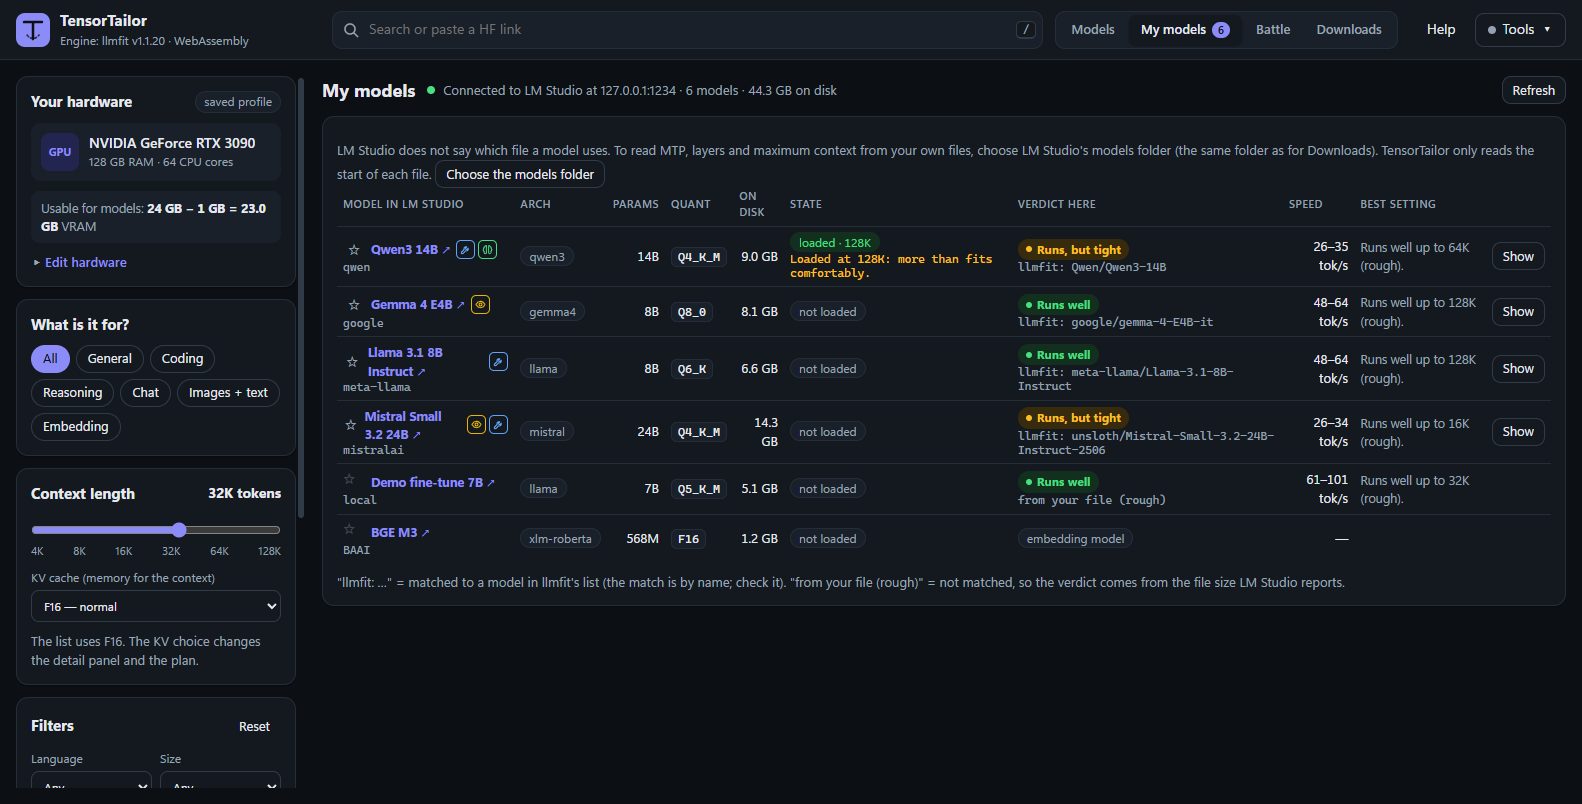 TensorTailor
Engine: llmfit v1.1.20 · WebAssembly
Search or paste a HF link
/
Models
My models 6
Battle
Downloads
Help
Tools ▾
Your hardware
saved profile
GPU
NVIDIA GeForce RTX 3090
128 GB RAM · 64 CPU cores
Usable for models: 24 GB − 1 GB = 23.0
GB VRAM
▸ Edit hardware
What is it for?
All
General
Coding
Reasoning
Chat
Images + text
Embedding
Context length
32K tokens
4K 8K 16K 32K 64K 128K
KV cache (memory for the context)
F16 — normal
The list uses F16. The KV choice changes
the detail panel and the plan.
Filters
Reset
Language
Size
Any
Any
My models
Connected to LM Studio at 127.0.0.1:1234 · 6 models · 44.3 GB on disk
Refresh
LM Studio does not say which file a model uses. To read MTP, layers and maximum context from your own files, choose LM Studio's models folder (the same folder as for Downloads). TensorTailor only reads the
start of each file.
Choose the models folder
MODEL IN LM STUDIO
ARCH
PARAMS
QUANT
ON
DISK
STATE
VERDICT HERE
SPEED
BEST SETTING
☆ Qwen3 14B ↗
qwen
qwen3
14B
Q4_K_M
9.0 GB
loaded · 128K
Loaded at 128K: more than fits
comfortably.
Runs, but tight
llmfit: Qwen/Qwen3-14B
26–35
tok/s
Runs well up to 64K
(rough).
Show
☆ Gemma 4 E4B ↗
google
gemma4
8B
Q8_0
8.1 GB
not loaded
Runs well
llmfit: google/gemma-4-E4B-it
48–64
tok/s
Runs well up to 128K
(rough).
Show
☆ Llama 3.1 8B
Instruct ↗
meta-llama
llama
8B
Q6_K
6.6 GB
not loaded
Runs well
llmfit: meta-llama/Llama-3.1-8B-
Instruct
48–64
tok/s
Runs well up to 128K
(rough).
Show
☆ Mistral Small
3.2 24B ↗
mistralai
mistral
24B
Q4_K_M
14.3
GB
not loaded
Runs, but tight
llmfit: unsloth/Mistral-Small-3.2-24B-
Instruct-2506
26–34
tok/s
Runs well up to 16K
(rough).
Show
☆ Demo fine-tune 7B ↗
local
llama
7B
Q5_K_M
5.1 GB
not loaded
Runs well
from your file (rough)
61–101
tok/s
Runs well up to 32K
(rough).
☆ BGE M3 ↗
BAAI
xlm-roberta
568M
F16
1.2 GB
not loaded
embedding model
—
"llmfit: ..." = matched to a model in llmfit's list (the match is by name; check it). "from your file (rough)" = not matched, so the verdict comes from the file size LM Studio reports.